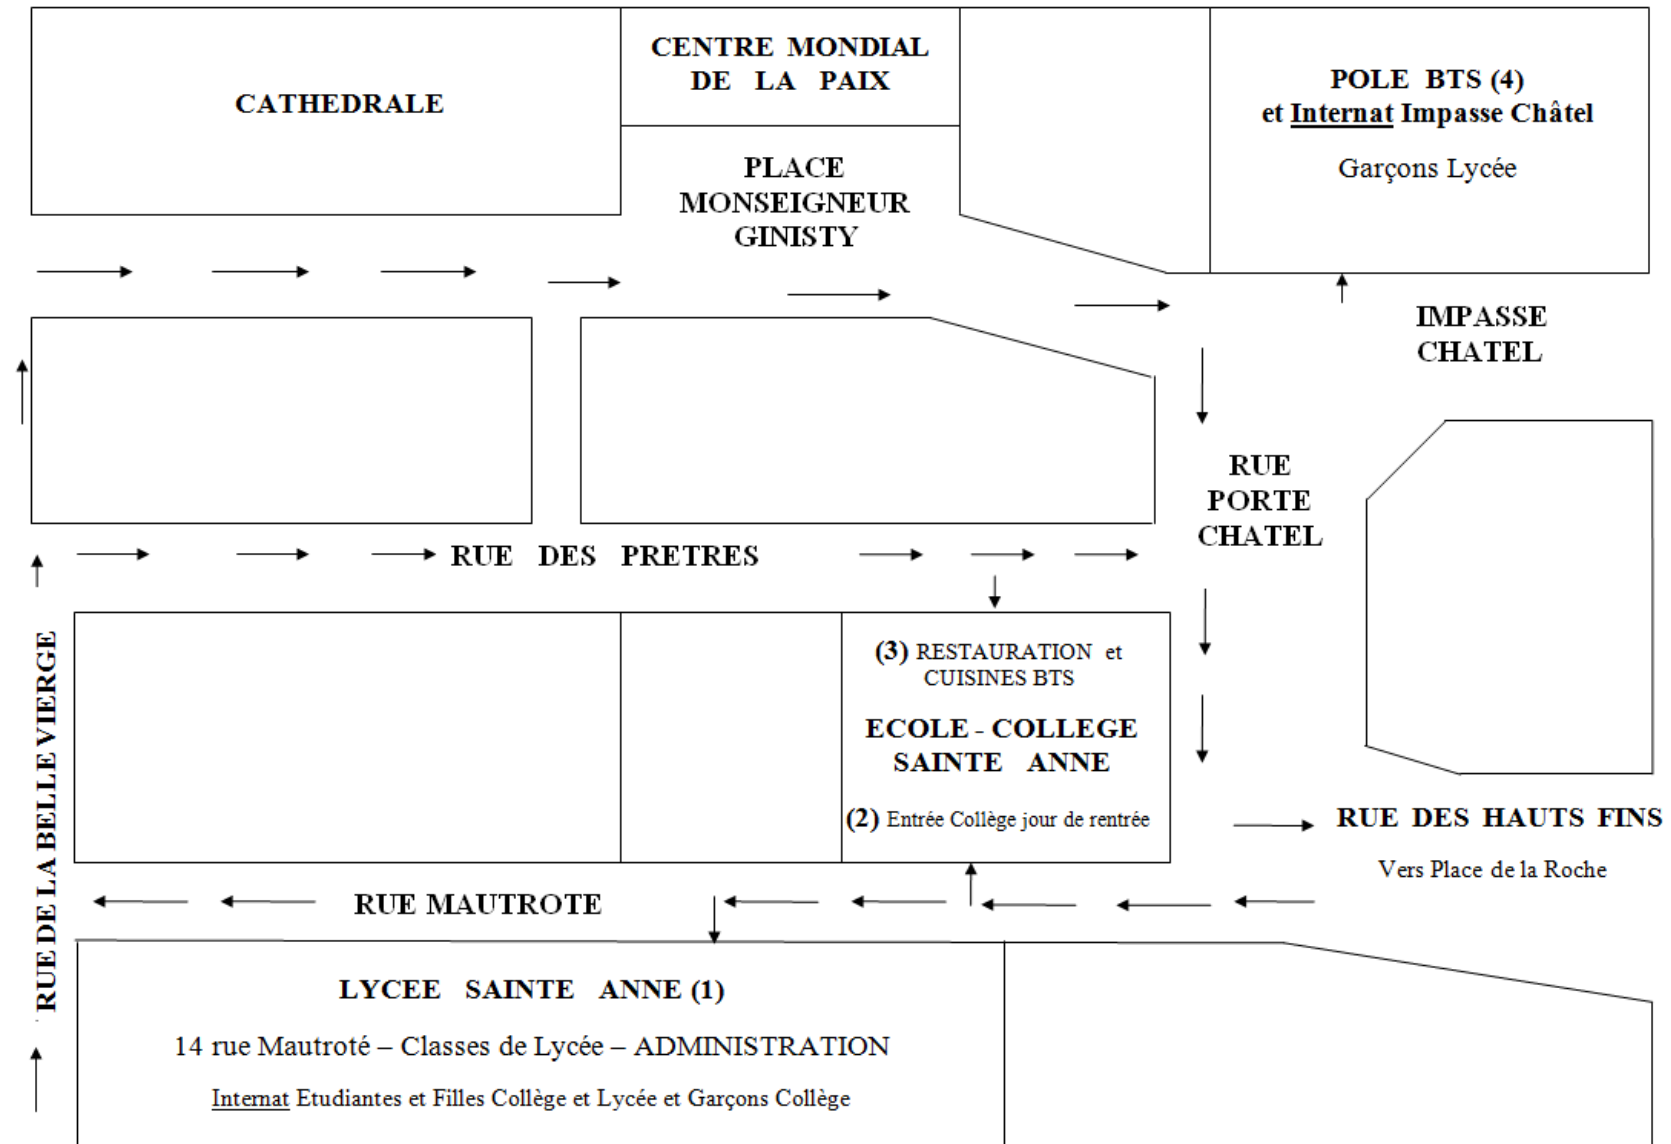 CENTRE MONDIAL
DE LA PAIX
CATHEDRALE
POLE BTS (4)
et Internat Impasse Châtel
Garçons Lycée
PLACE
MONSEIGNEUR
GINISTY
IMPASSE
CHATEL
RUE
PORTE
CHATEL
RUE DES PRETRES
RUE DE LA BELLE VIERGE
(3) RESTAURATION et
CUISINES BTS
ECOLE - COLLEGE
SAINTE ANNE
(2) Entrée Collège jour de rentrée
RUE DES HAUTS FINS
Vers Place de la Roche
RUE MAUTROTE
LYCEE SAINTE ANNE (1)
14 rue Mautroté – Classes de Lycée – ADMINISTRATION
Internat Etudiantes et Filles Collège et Lycée et Garçons Collège